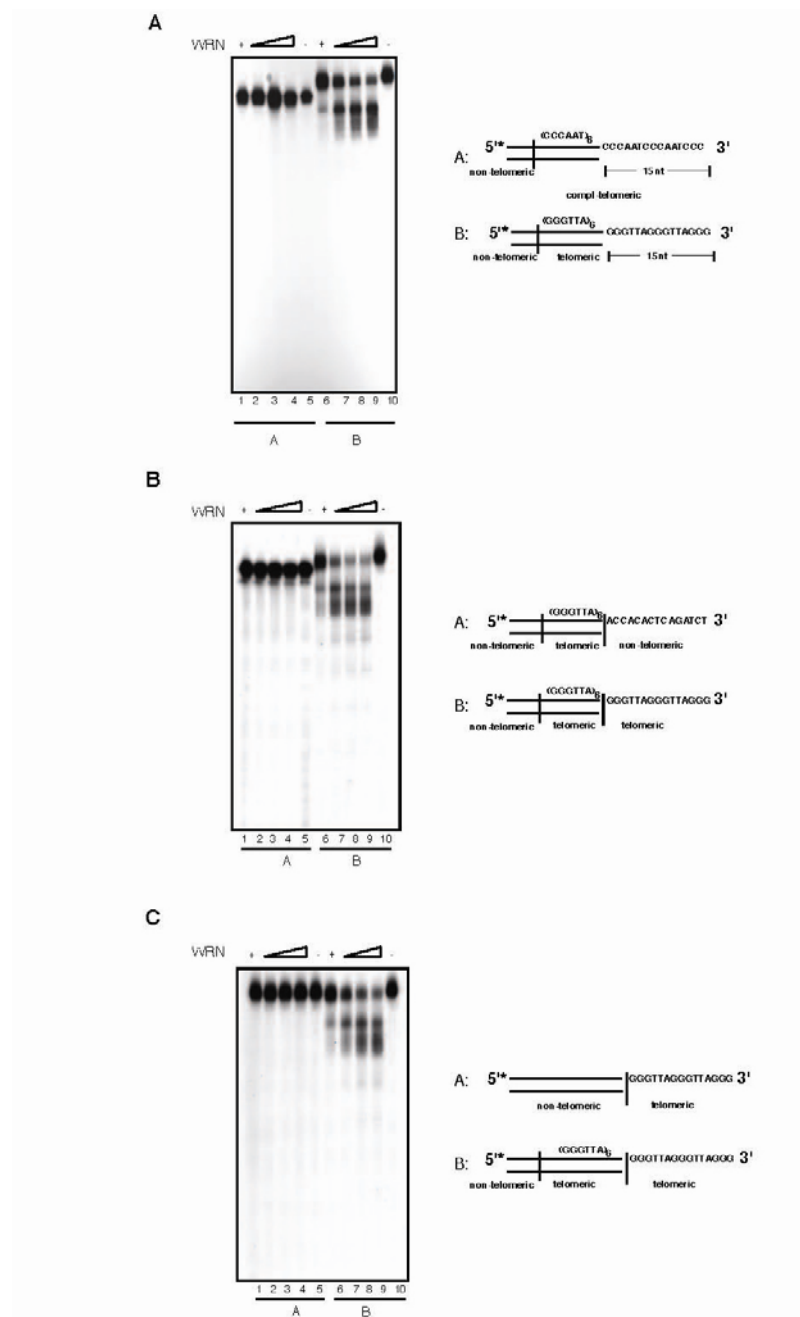 A
WRN + - + -
(CCCAAT)6
A: 5'* CCCAATCCCAATCCC 3'
non-telomeric 15nt
compl-telomeric
(GGGTTA)6
B: 5'* GGGTTAGGGTTAGGG 3'
non-telomeric telomeric 15nt
1 2 3 4 5 6 7 8 9 10
A B
B
WRN + - + -
(GGGTTA)6
A: 5'* ACCACACTCAGATCT 3'
non-telomeric telomeric non-telomeric
(GGGTTA)6
B: 5'* GGGTTAGGGTTAGGG 3'
non-telomeric telomeric telomeric
1 2 3 4 5 6 7 8 9 10
A B
C
WRN + - + -
A: 5'* GGGTTAGGGTTAGGG 3'
non-telomeric telomeric
(GGGTTA)6
B: 5'* GGGTTAGGGTTAGGG 3'
non-telomeric telomeric telomeric
1 2 3 4 5 6 7 8 9 10
A B